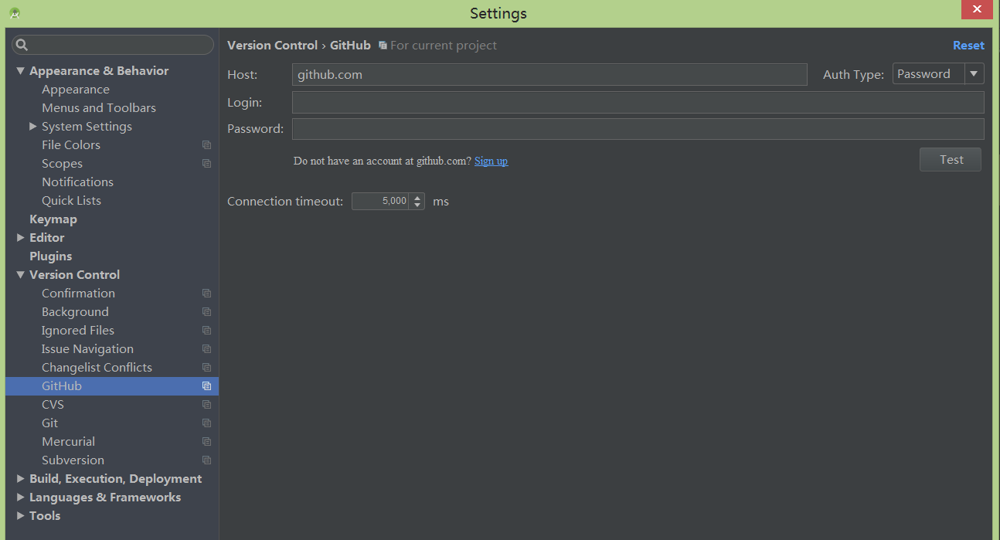 Settings
Appearance & Behavior
Appearance
Menus and Toolbars
System Settings
File Colors
Scopes
Notifications
Quick Lists
Keymap
Editor
Plugins
Version Control
Confirmation
Background
Ignored Files
Issue Navigation
Changelist Conflicts
GitHub
CVS
Git
Mercurial
Subversion
Build, Execution, Deployment
Languages & Frameworks
Tools
Version Control › GitHub For current project Reset
Host: github.com Auth Type: Password
Login:
Password:
Do not have an account at github.com? Sign up Test
Connection timeout: 5,000 ms